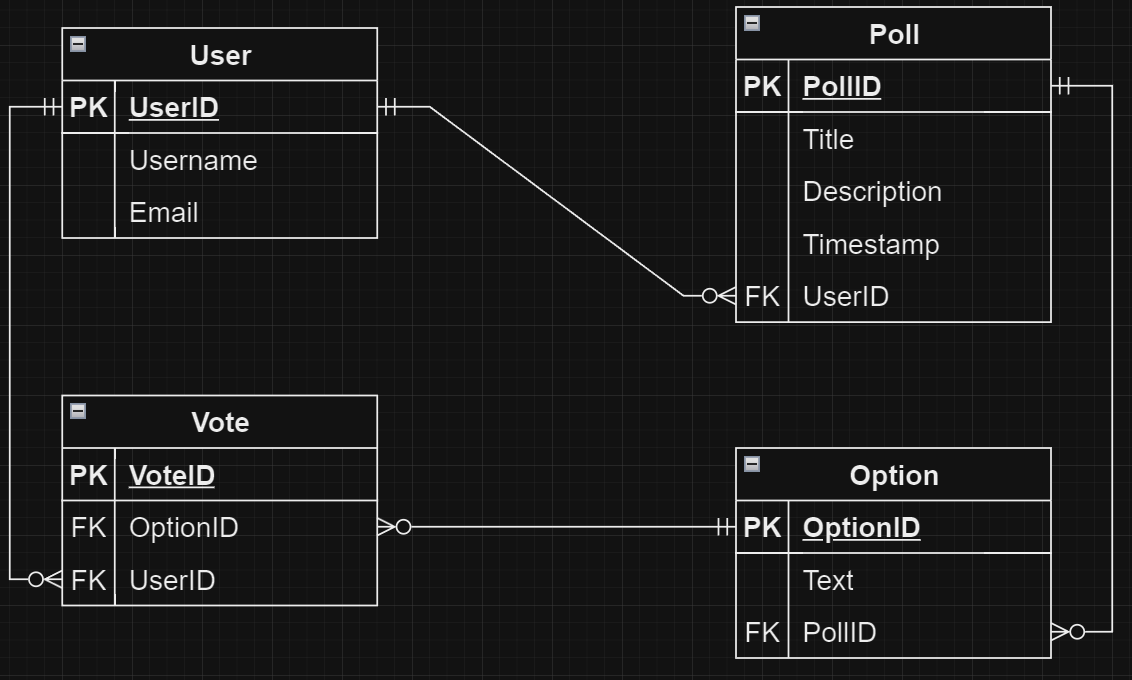 User
PK UserID
Username
Email
Poll
PK PollID
Title
Description
Timestamp
FK UserID
Vote
PK VoteID
FK OptionID
FK UserID
Option
PK OptionID
Text
FK PollID